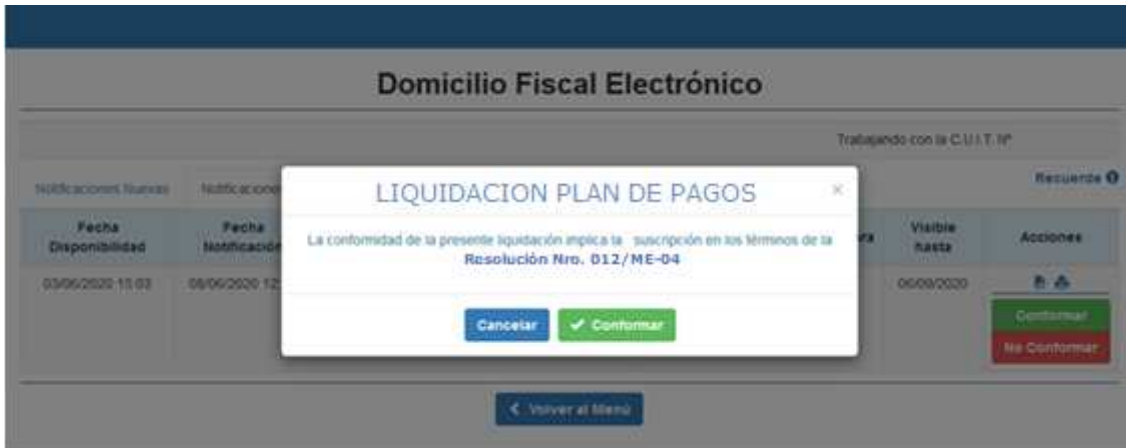 Domicilio Fiscal Electrónico
Trabajando con la C.U.I.T. Nº
Notificaciones Nuevas
Recuerde
LIQUIDACION PLAN DE PAGOS ×
La conformidad de la presente liquidación implica la suscripción en los términos de la
Resolución Nro. 012/ME-04
Cancelar
Conformar
Fecha Disponibilidad
Fecha Notificación
Visible hasta
Acciones
03/06/2020 15:03
08/06/2020 12:
06/09/2020
Conformar
No Conformar
Volver al Menú